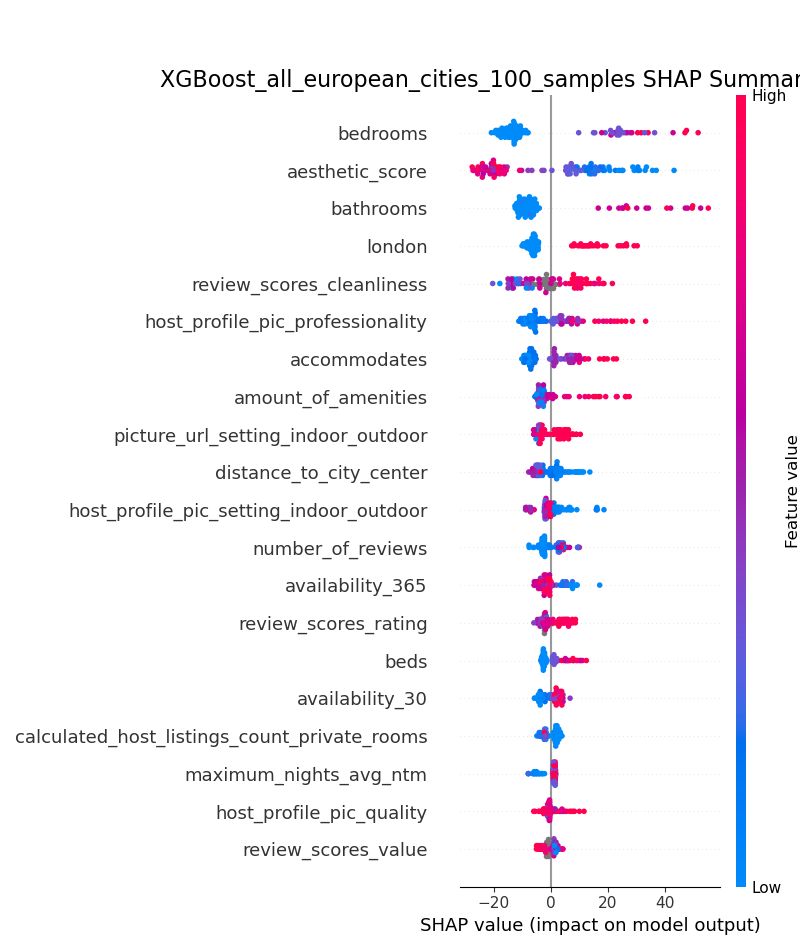 XGBoost_all_european_cities_100_samples SHAP Summar
High
bedrooms
aesthetic_score
bathrooms
london
review_scores_cleanliness
host_profile_pic_professionality
accommodates
amount_of_amenities
picture_url_setting_indoor_outdoor
distance_to_city_center
host_profile_pic_setting_indoor_outdoor
number_of_reviews
availability_365
review_scores_rating
beds
availability_30
calculated_host_listings_count_private_rooms
maximum_nights_avg_ntm
host_profile_pic_quality
review_scores_value
Feature value
Low
−20 0 20 40
SHAP value (impact on model output)